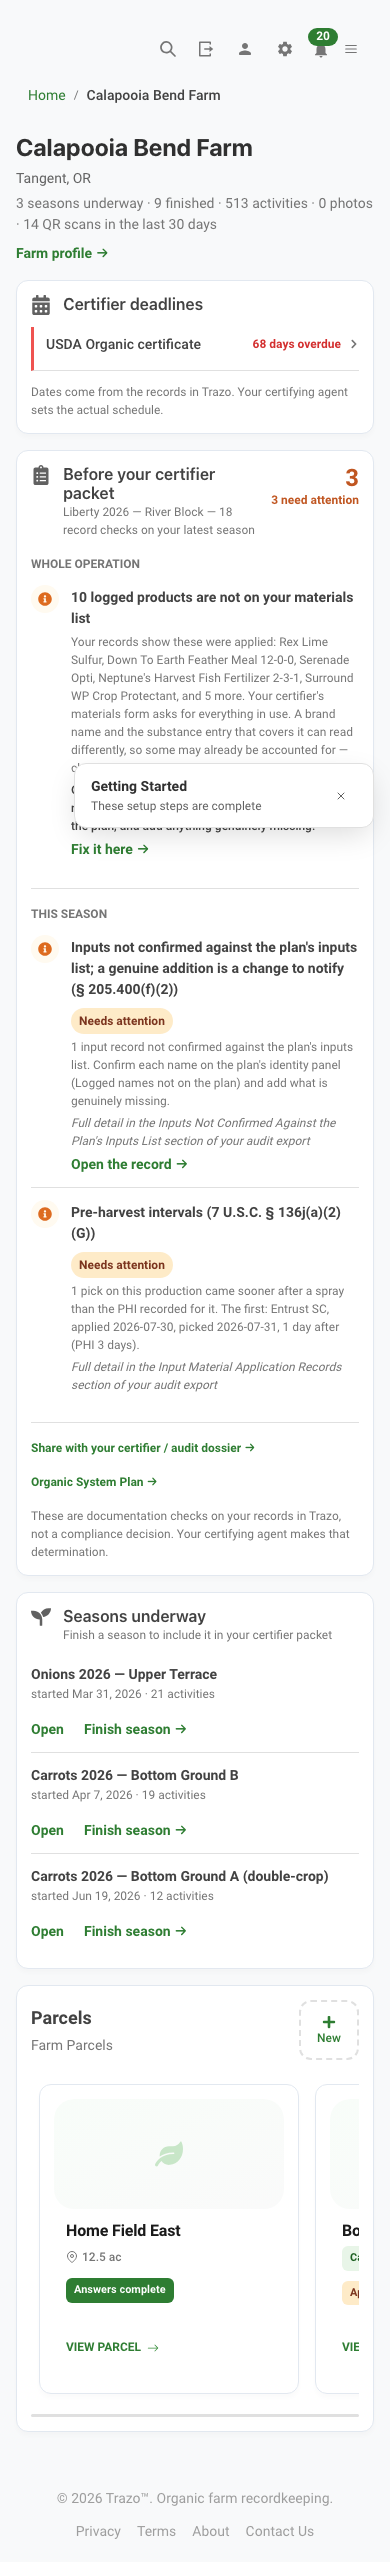 20
Home / Calapooia Bend Farm
Calapooia Bend Farm
Tangent, OR
3 seasons underway · 9 finished · 513 activities · 0 photos
· 14 QR scans in the last 30 days
Farm profile →
Certifier deadlines
USDA Organic certificate 68 days overdue
Dates come from the records in Trazo. Your certifying agent
sets the actual schedule.
Before your certifier
packet
3
3 need attention
Liberty 2026 — River Block — 18
record checks on your latest season
WHOLE OPERATION
10 logged products are not on your materials
list
Your records show these were applied: Rex Lime
Sulfur, Down To Earth Feather Meal 12-0-0, Serenade
Opti, Neptune's Harvest Fish Fertilizer 2-3-1, Surround
WP Crop Protectant, and 5 more. Your certifier's
materials form asks for everything in use. A brand
name and the substance entry that covers it can read
differently, so some may already be accounted for —
Getting Started
These setup steps are complete
the plan, and add anything genuinely missing.
Fix it here →
THIS SEASON
Inputs not confirmed against the plan's inputs
list; a genuine addition is a change to notify
(§ 205.400(f)(2))
Needs attention
1 input record not confirmed against the plan's inputs
list. Confirm each name on the plan's identity panel
(Logged names not on the plan) and add what is
genuinely missing.
Full detail in the Inputs Not Confirmed Against the
Plan's Inputs List section of your audit export
Open the record →
Pre-harvest intervals (7 U.S.C. § 136j(a)(2)
(G))
Needs attention
1 pick on this production came sooner after a spray
than the PHI recorded for it. The first: Entrust SC,
applied 2026-07-30, picked 2026-07-31, 1 day after
(PHI 3 days).
Full detail in the Input Material Application Records
section of your audit export
Share with your certifier / audit dossier →
Organic System Plan →
These are documentation checks on your records in Trazo,
not a compliance decision. Your certifying agent makes that
determination.
Seasons underway
Finish a season to include it in your certifier packet
Onions 2026 — Upper Terrace
started Mar 31, 2026 · 21 activities
Open Finish season →
Carrots 2026 — Bottom Ground B
started Apr 7, 2026 · 19 activities
Open Finish season →
Carrots 2026 — Bottom Ground A (double-crop)
started Jun 19, 2026 · 12 activities
Open Finish season →
Parcels
Farm Parcels
New
Home Field East
12.5 ac
Answers complete
VIEW PARCEL →
Bo
Ca
Ap
VIE
© 2026 Trazo™. Organic farm recordkeeping.
Privacy Terms About Contact Us